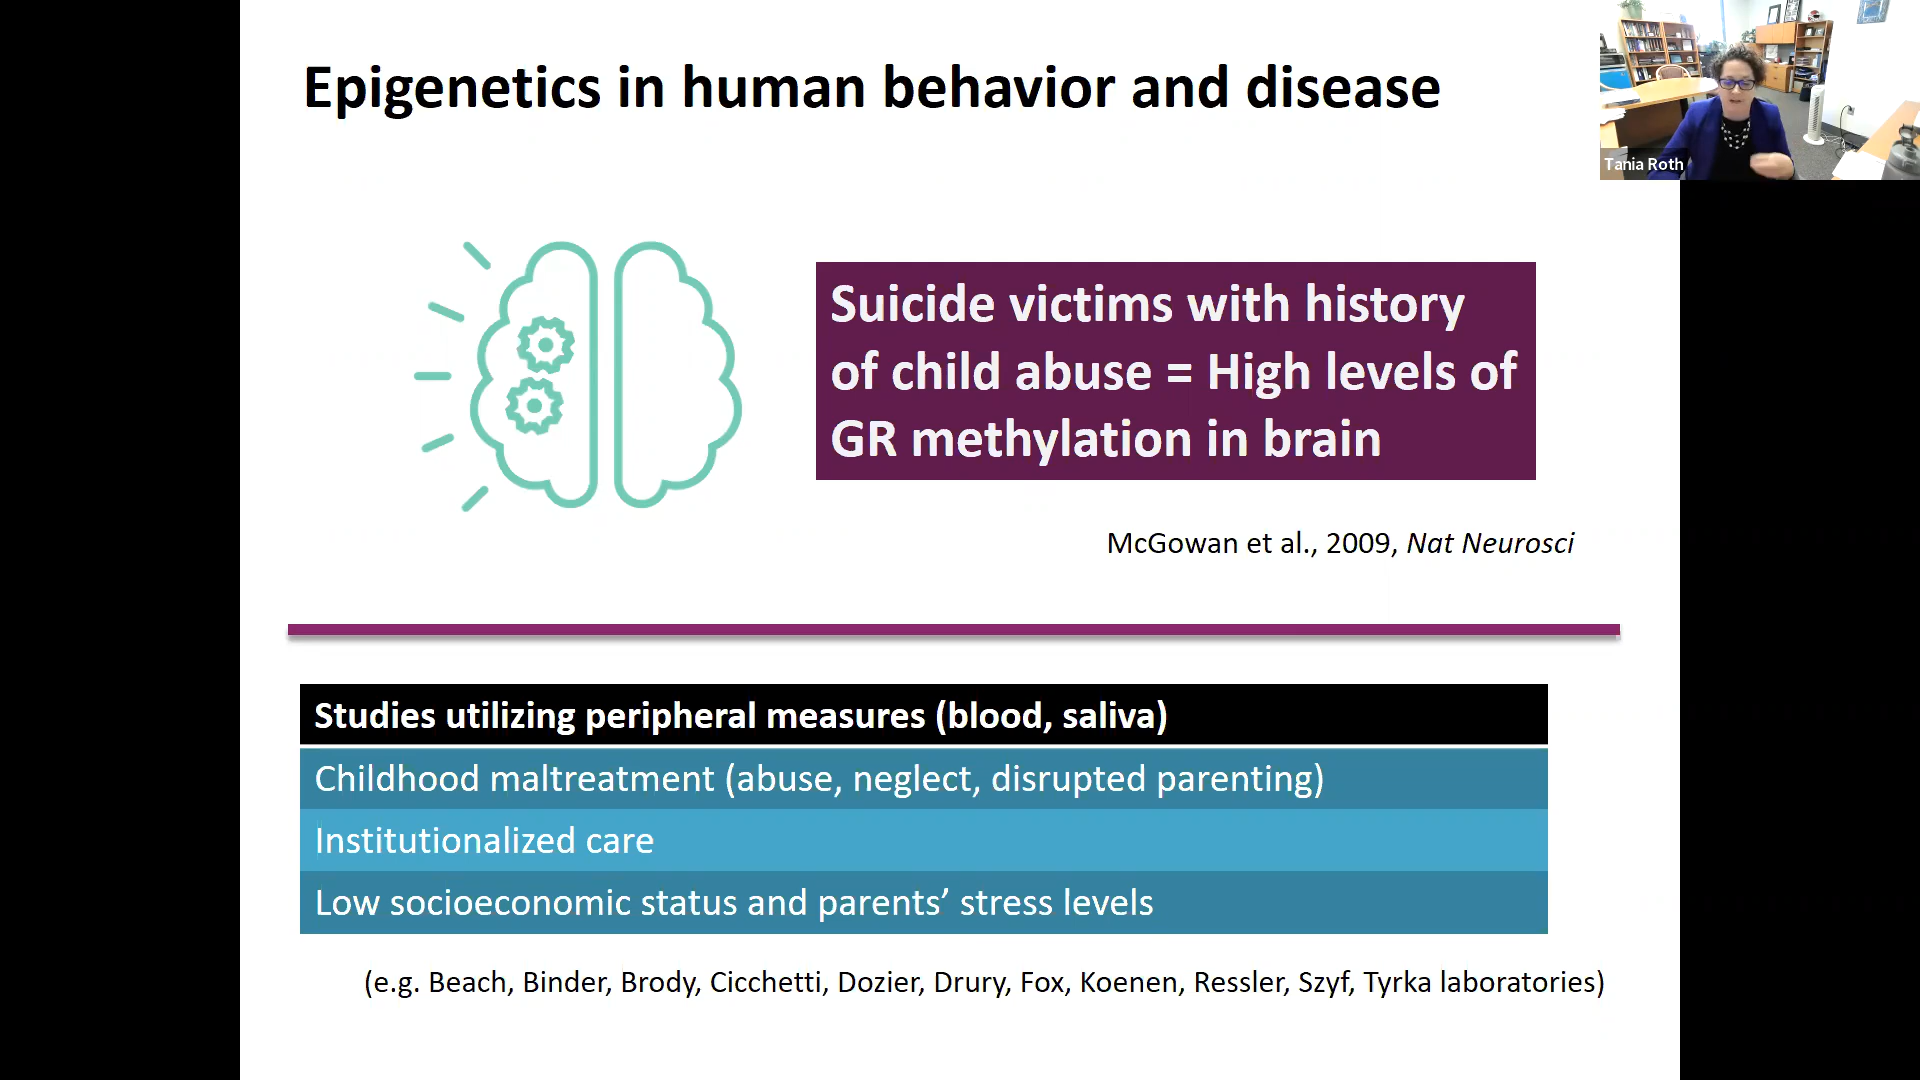 Epigenetics in human behavior and disease
Tania Roth
Suicide victims with history
of child abuse = High levels of
GR methylation in brain
McGowan et al., 2009, Nat Neurosci
Studies utilizing peripheral measures (blood, saliva)
Childhood maltreatment (abuse, neglect, disrupted parenting)
Institutionalized care
Low socioeconomic status and parents’ stress levels
(e.g. Beach, Binder, Brody, Cicchetti, Dozier, Drury, Fox, Koenen, Ressler, Szyf, Tyrka laboratories)